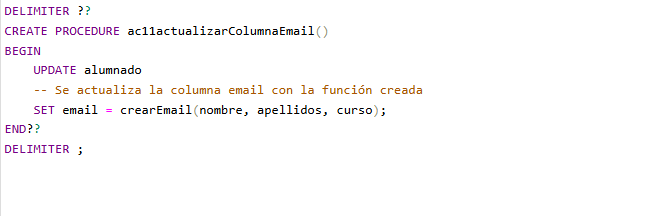 DELIMITER ??
CREATE PROCEDURE ac11actualizarColumnaEmail()
BEGIN
    UPDATE alumnado
    -- Se actualiza la columna email con la función creada
    SET email = crearEmail(nombre, apellidos, curso);
END??
DELIMITER ;